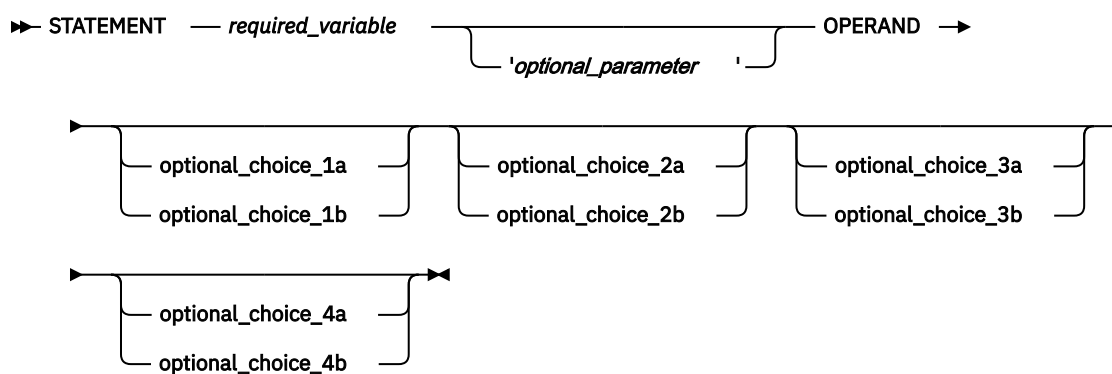 STATEMENT required_variable OPERAND
'optional_parameter '
optional_choice_1a optional_choice_2a optional_choice_3a
optional_choice_1b optional_choice_2b optional_choice_3b
optional_choice_4a
optional_choice_4b